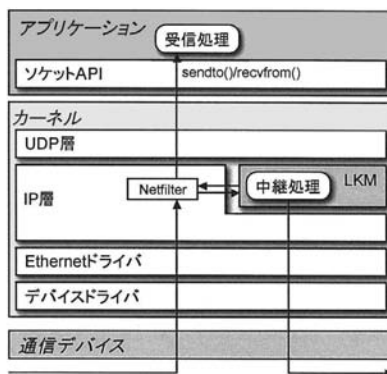 アプリケーション
受信処理
ソケットAPI
sendto()/recvfrom()
カーネル
UDP層
IP層
Netfilter
中継処理
LKM
Ethernetドライバ
デバイスドライバ
通信デバイス